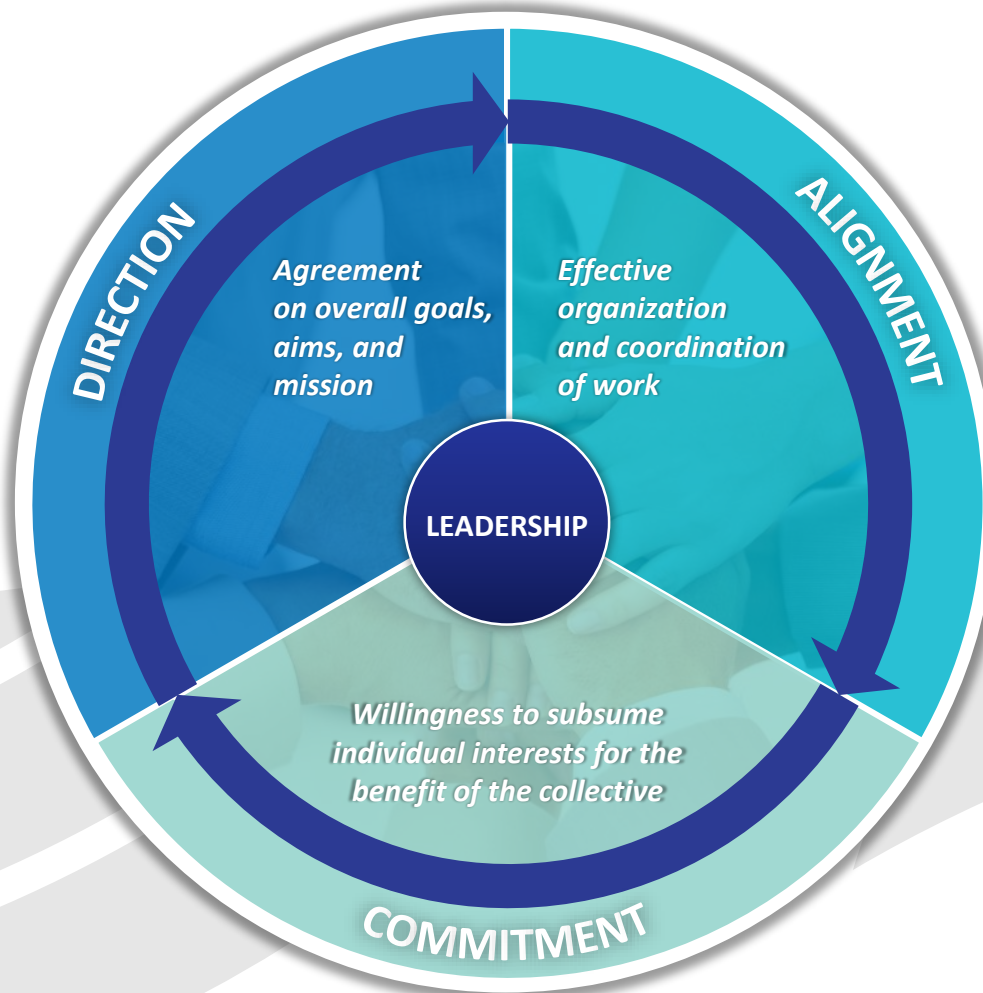 DIRECTION
Agreement
on overall goals,
aims, and
mission
ALIGNMENT
Effective
organization
and coordination
of work
LEADERSHIP
Willingness to subsume
individual interests for the
benefit of the collective
COMMITMENT